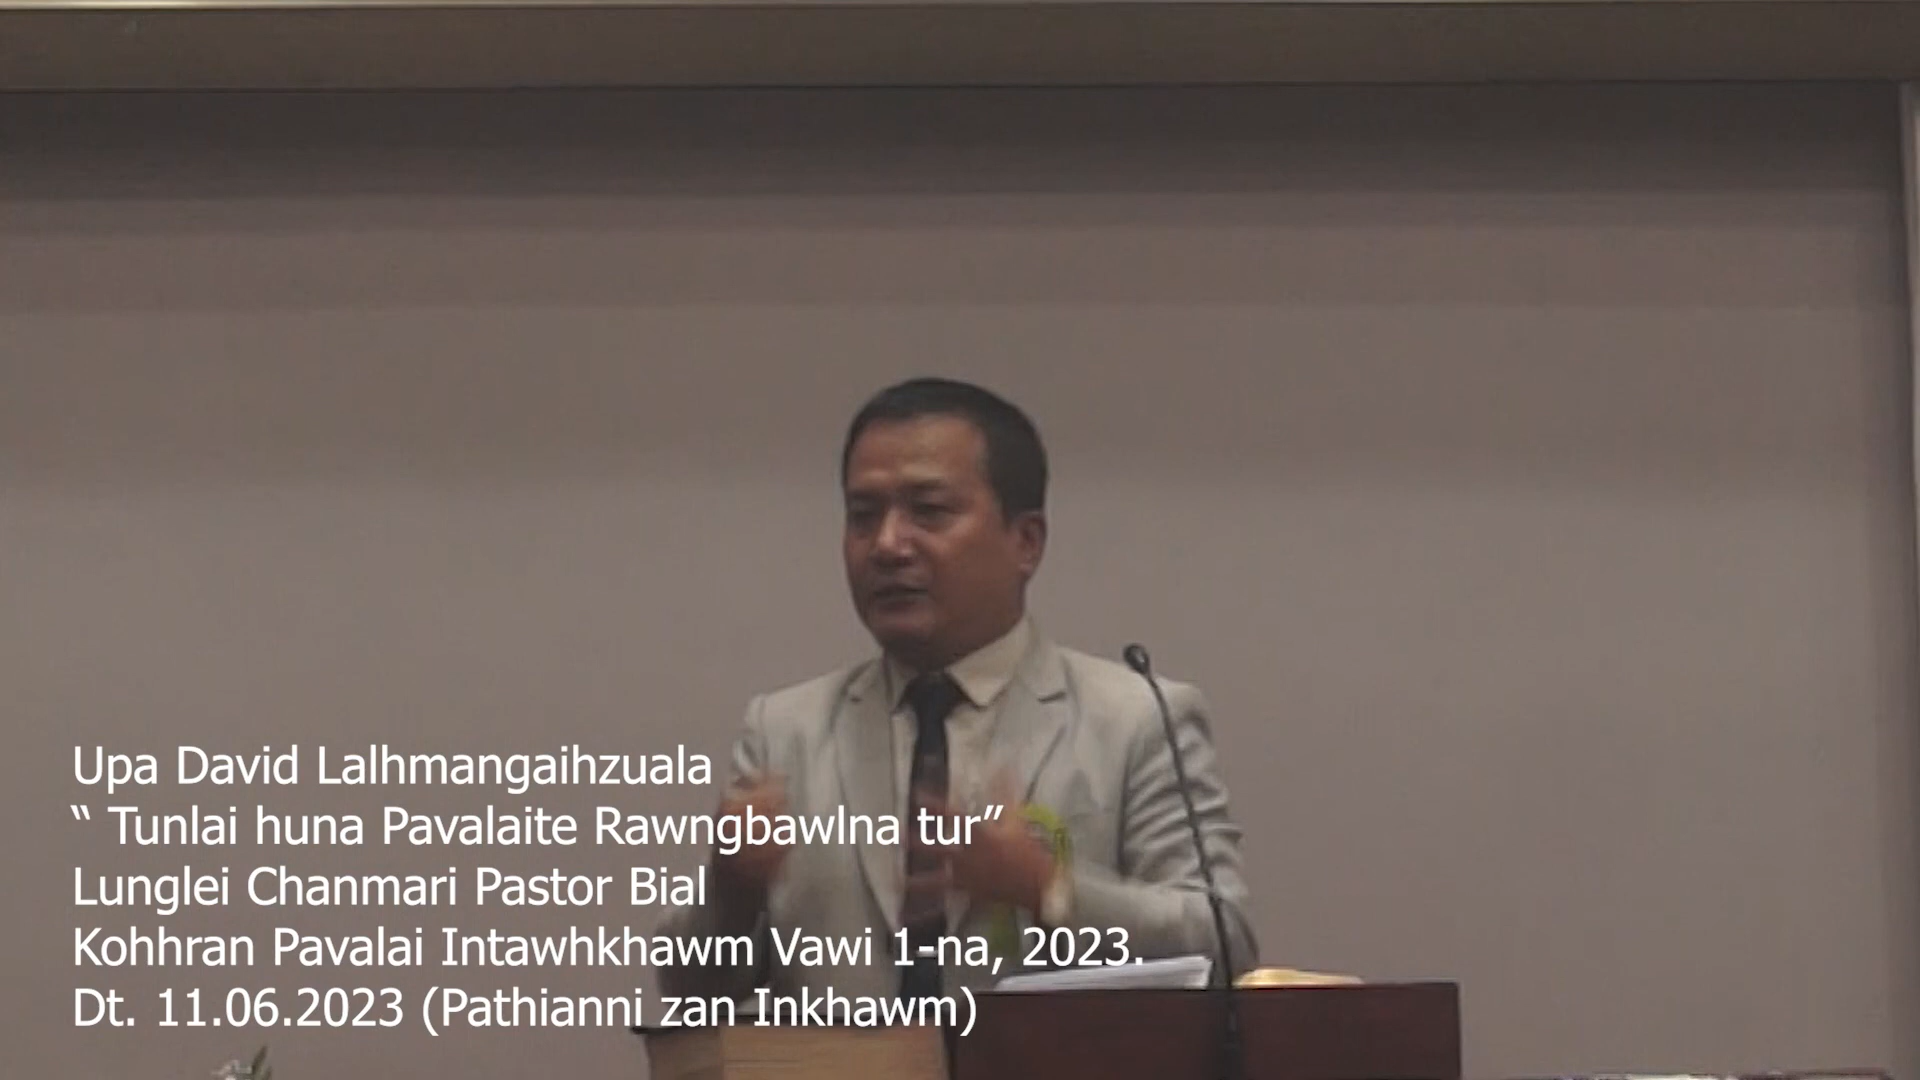 Upa David Lalhmangaihzuala
“ Tunlai huna Pavalaite Rawngbawlna tur”
Lunglei Chanmari Pastor Bial
Kohhran Pavalai Intawhkhawm Vawi 1-na, 2023.
Dt. 11.06.2023 (Pathianni zan Inkhawm)